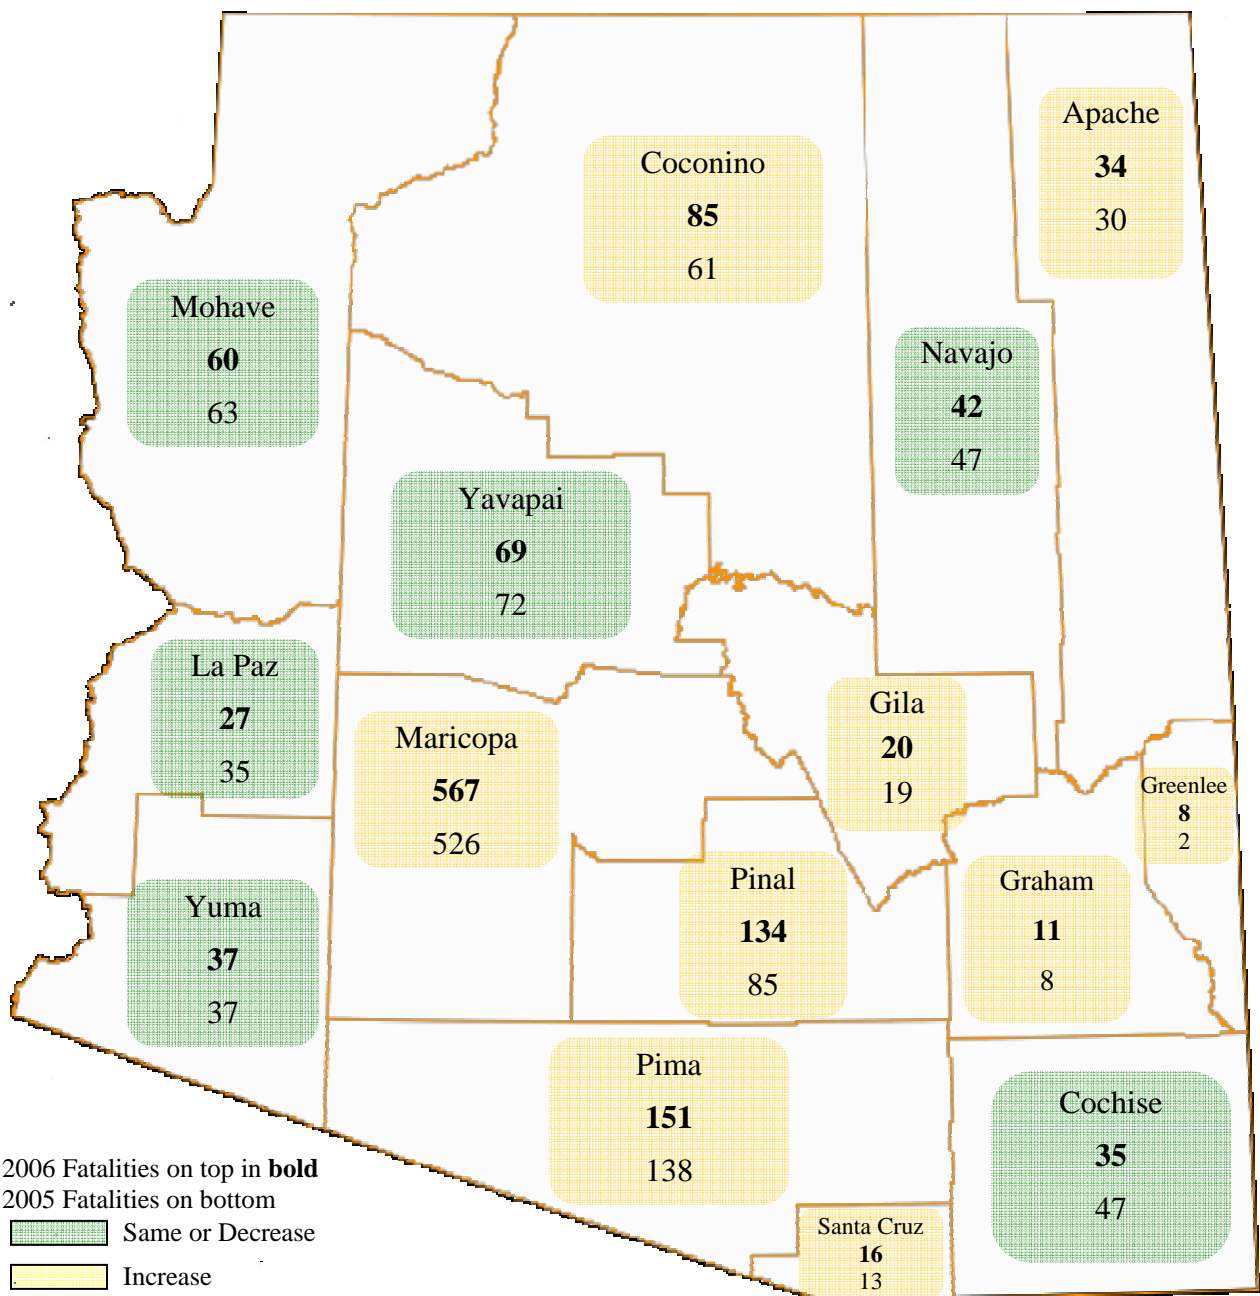 Apache
34
30
Coconino
85
61
Mohave
60
63
Navajo
42
47
Yavapai
69
72
La Paz
27
35
Gila
20
19
Maricopa
567
526
Greenlee
8
2
Pinal
134
85
Graham
11
8
Yuma
37
37
Pima
151
138
Cochise
35
47
Santa Cruz
16
13
2006 Fatalities on top in bold
2005 Fatalities on bottom
Same or Decrease
Increase